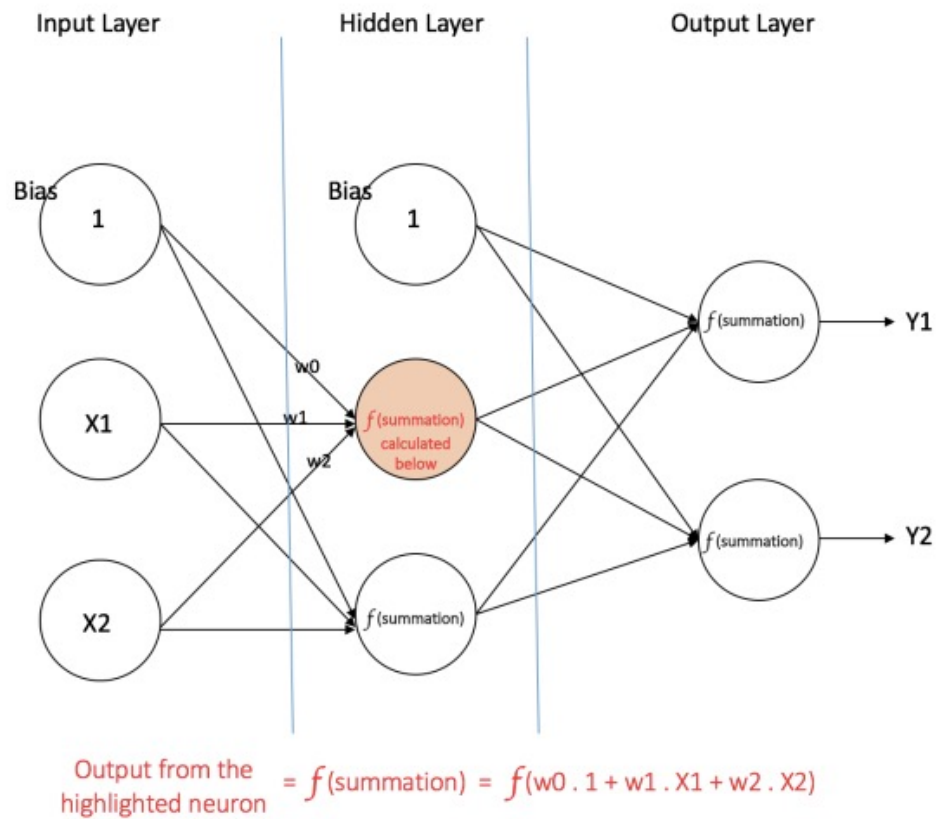 Input Layer
Hidden Layer
Output Layer
Bias
1
Bias
1
w0
X1
w1
w2
f(summation)
calculated
below
f(summation)
Y1
X2
f(summation)
f(summation)
Y2
Output from the
highlighted neuron
= f(summation) = f(w0 . 1 + w1 . X1 + w2 . X2)